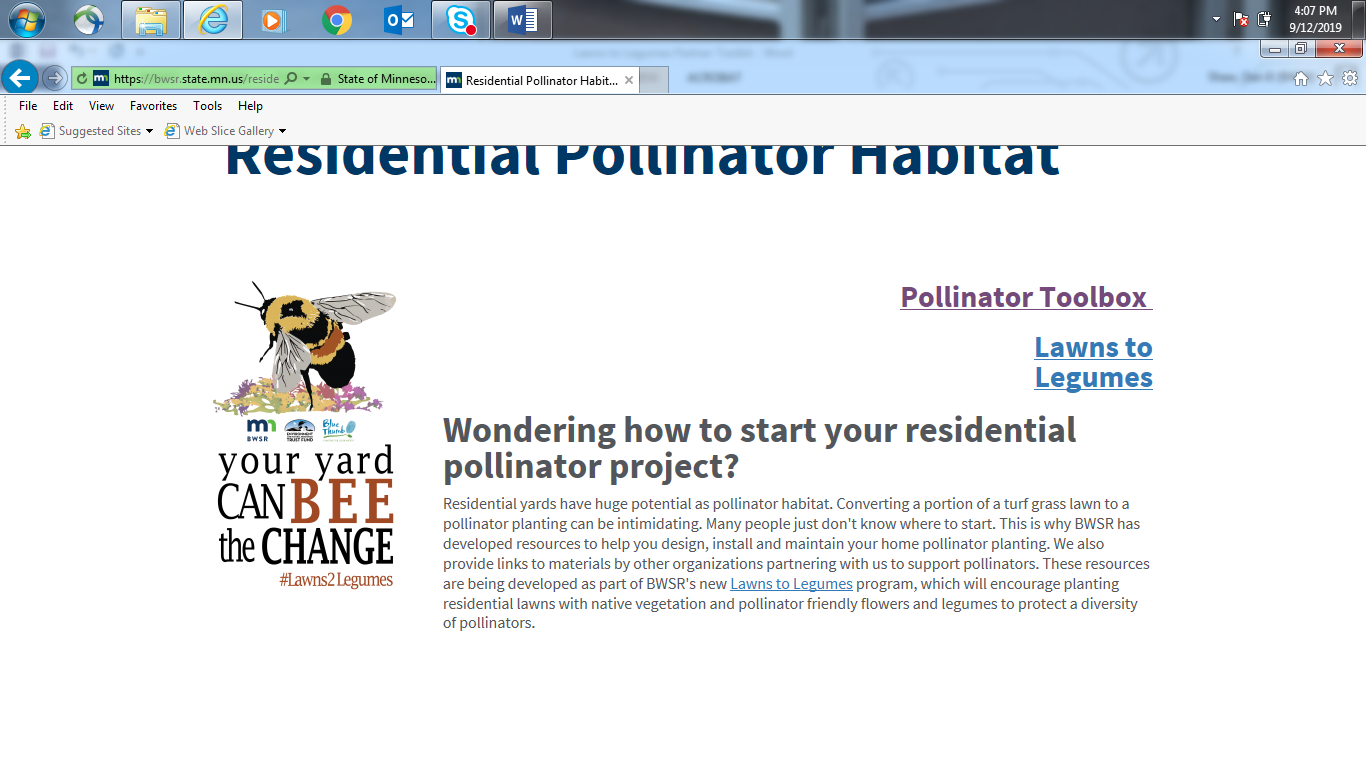 4:07 PM
9/12/2019
https://bwsr.state.mn.us/reside
State of Minneso...
Residential Pollinator Habit...
File Edit View Favorites Tools Help
Suggested Sites Web Slice Gallery
Residential Pollinator Habitat
Pollinator Toolbox
Lawns to
Legumes
BWSR
ENVIRONMENT
TRUST FUND
Blue
Thumb
your yard
CAN BEE
the CHANGE
#Lawns2Legumes
Wondering how to start your residential
pollinator project?
Residential yards have huge potential as pollinator habitat. Converting a portion of a turf grass lawn to a
pollinator planting can be intimidating. Many people just don't know where to start. This is why BWSR has
developed resources to help you design, install and maintain your home pollinator planting. We also
provide links to materials by other organizations partnering with us to support pollinators. These resources
are being developed as part of BWSR's new Lawns to Legumes program, which will encourage planting
residential lawns with native vegetation and pollinator friendly flowers and legumes to protect a diversity
of pollinators.